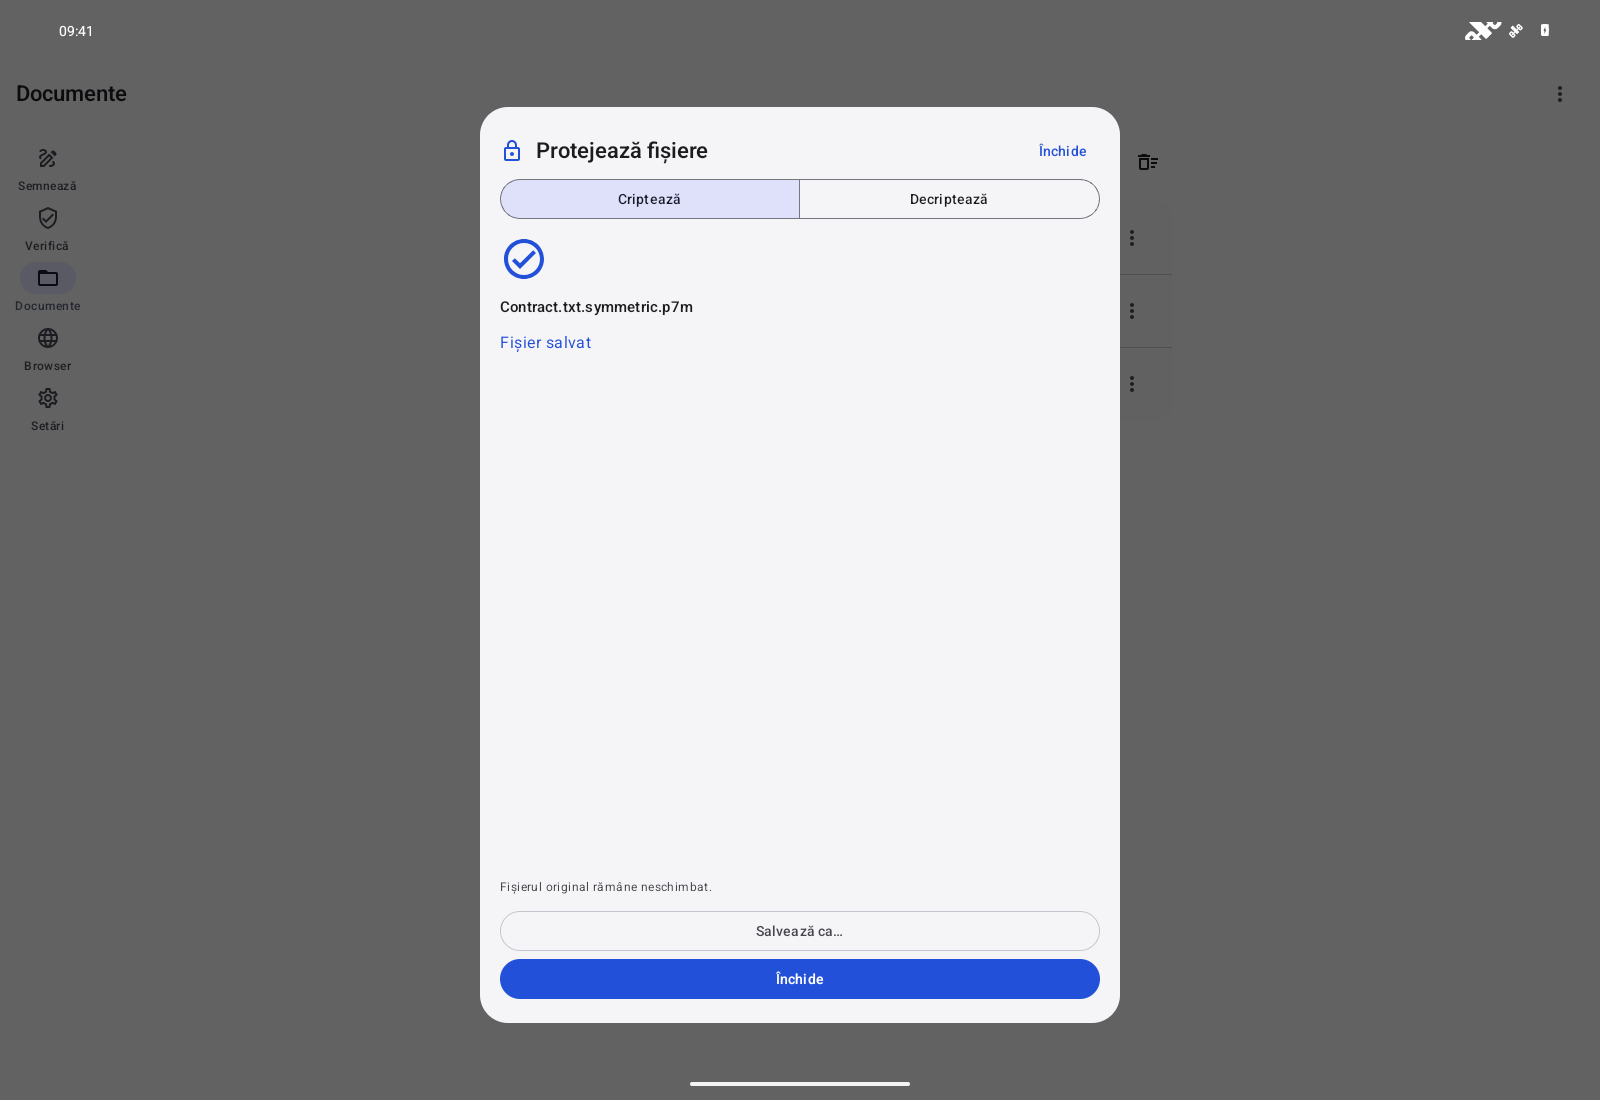 09:41
Documente
Semnează
Verifică
Documente
Browser
Setări
Protejează fișiere
Închide
Criptează
Decriptează
Contract.txt.symmetric.p7m
Fișier salvat
Fișierul original rămâne neschimbat.
Salvează ca…
Închide